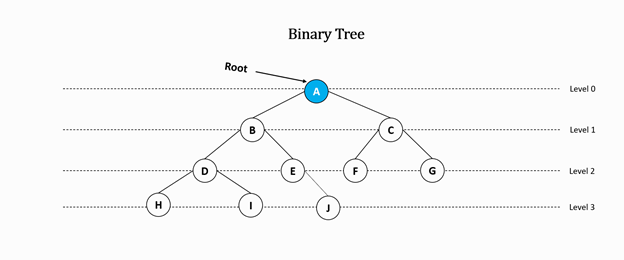 Binary Tree
Root
A
Level 0
B
C
Level 1
D
E
F
G
Level 2
H
I
J
Level 3